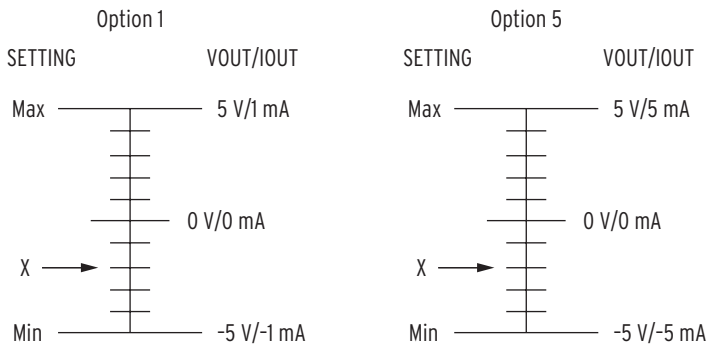 Option 1
SETTING VOUT/IOUT
Max 5 V/1 mA
0 V/0 mA
X
Min -5 V/-1 mA
Option 5
SETTING VOUT/IOUT
Max 5 V/5 mA
0 V/0 mA
X
Min -5 V/-5 mA